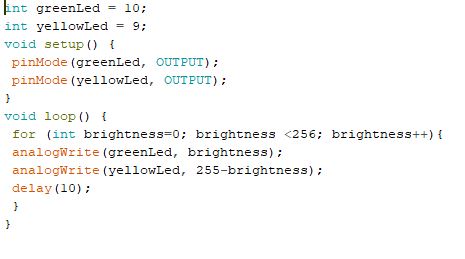 int greenLed = 10;
int yellowLed = 9;
void setup() {
 pinMode(greenLed, OUTPUT);
 pinMode(yellowLed, OUTPUT);
}
void loop() {
 for (int brightness=0; brightness <256; brightness++){
 analogWrite(greenLed, brightness);
 analogWrite(yellowLed, 255-brightness);
 delay(10);
 }
}